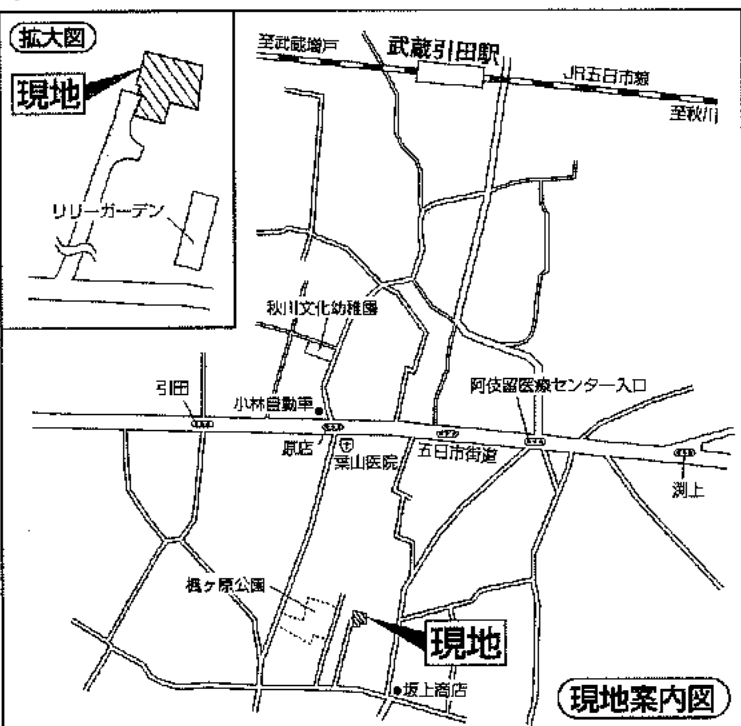 拡大図
現地
リリーガーデン
至武蔵増戸
武蔵引田駅
JR五日市線
至秋川
秋川文化幼稚園
引田
小林自動車
原店
葉山医院
五日市街道
阿伎留医療センター入口
渕上
楓ヶ原公園
現地
坂上商店
現地案内図